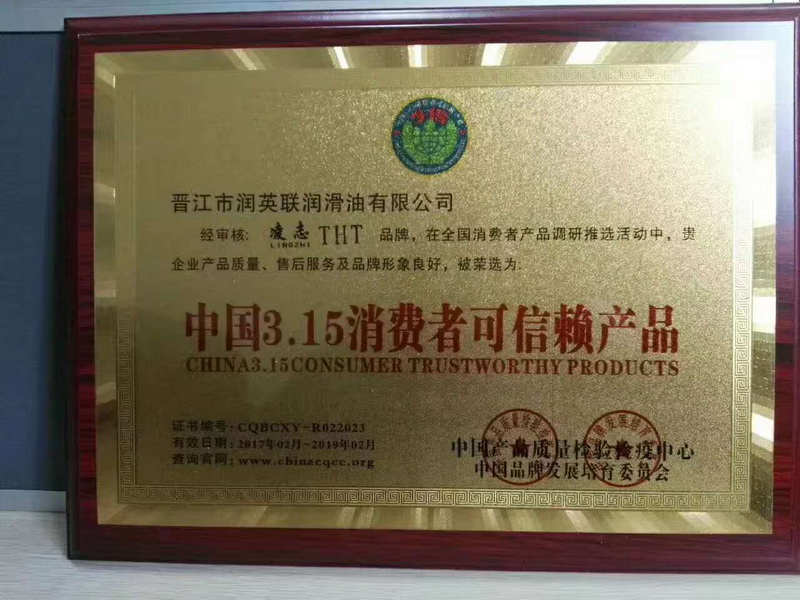 晋江市润英联润滑油有限公司
经审核: 凌志 LINGZHI THT 品牌, 在全国消费者产品调研推选活动中, 贵
企业产品质量、售后服务及品牌形象良好, 被荣选为:
中国3.15消费者可信赖产品
CHINA3.15CONSUMER TRUSTWORTHY PRODUCTS
证书编号: CQBCXY-R022023
有效日期: 2017年02月-2019年02月
查询官网: www.chinacqcc.org
中国产品质量检验检疫中心
中国品牌发展培育委员会